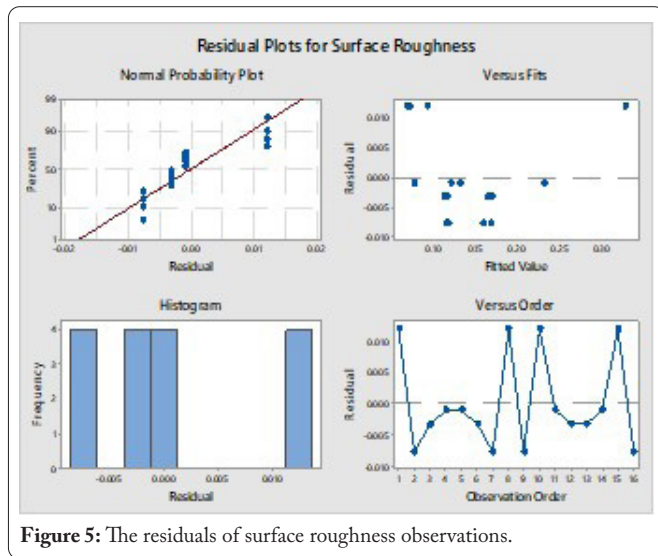 Residual Plots for Surface Roughness
Normal Probability Plot
Versus Fits
99
90
50
10
1
Percent
-0.02
-0.01
0.00
0.01
0.02
Residual
0.010
0.005
0.000
-0.005
-0.010
Residual
0.10
0.15
0.20
0.25
0.30
Fitted Value
Histogram
Versus Order
4
3
2
1
0
Frequency
-0.005
0.000
0.005
0.010
Residual
0.010
0.005
0.000
-0.005
-0.010
Residual
1 2 3 4 5 6 7 8 9 10 11 12 13 14 15 16
Observation Order
Figure 5: The residuals of surface roughness observations.